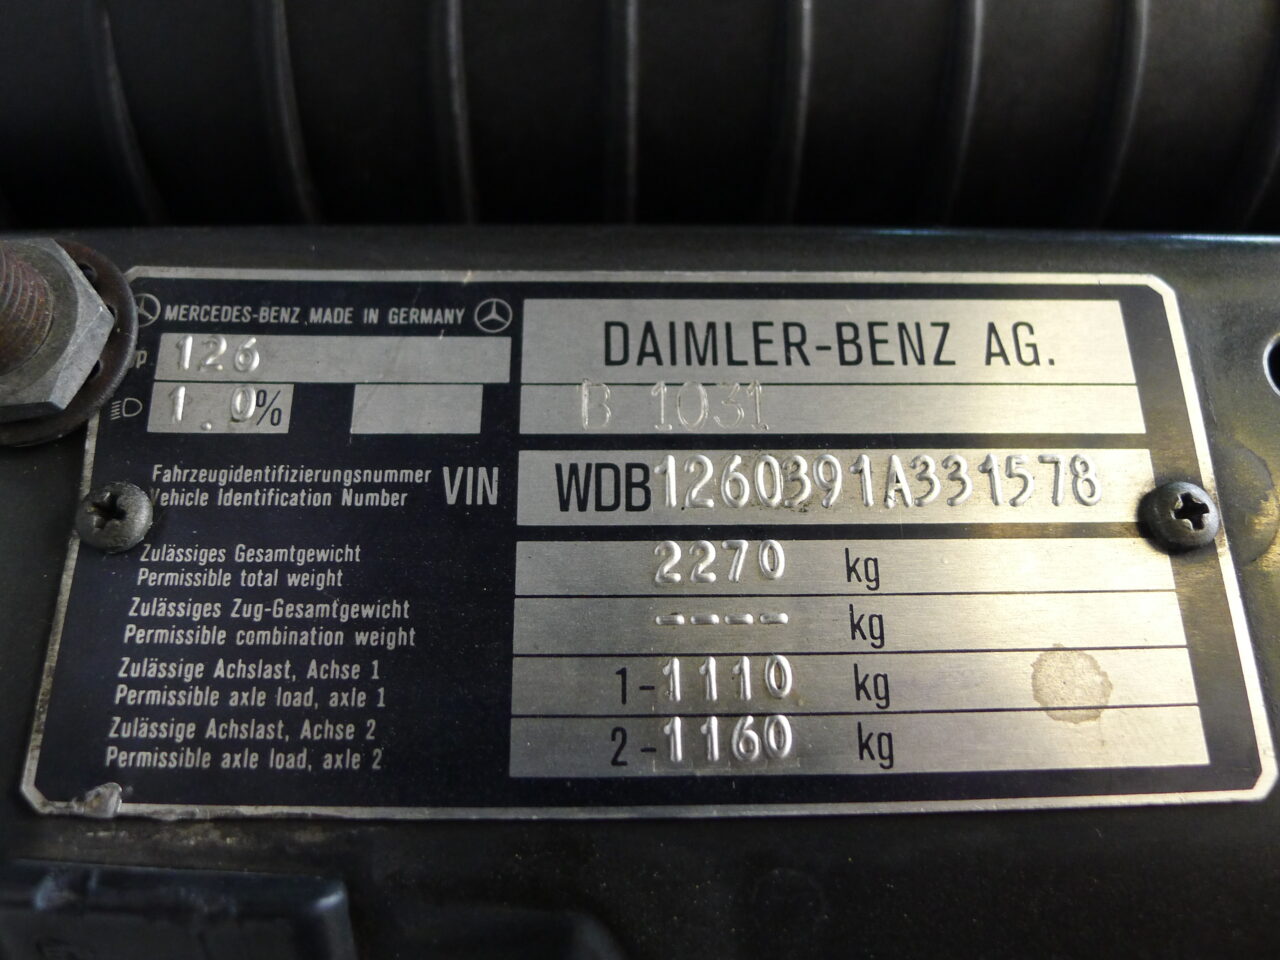 MERCEDES-BENZ MADE IN GERMANY
126
1.0%
DAIMLER-BENZ AG.
B 1031
Fahrzeugidentifizierungsnummer
Vehicle Identification Number
VIN
WDB1260391A331578
Zulässiges Gesamtgewicht
Permissible total weight
2270 kg
Zulässiges Zug-Gesamtgewicht
Permissible combination weight
---- kg
Zulässige Achslast, Achse 1
Permissible axle load, axle 1
1-1110 kg
Zulässige Achslast, Achse 2
Permissible axle load, axle 2
2-1160 kg